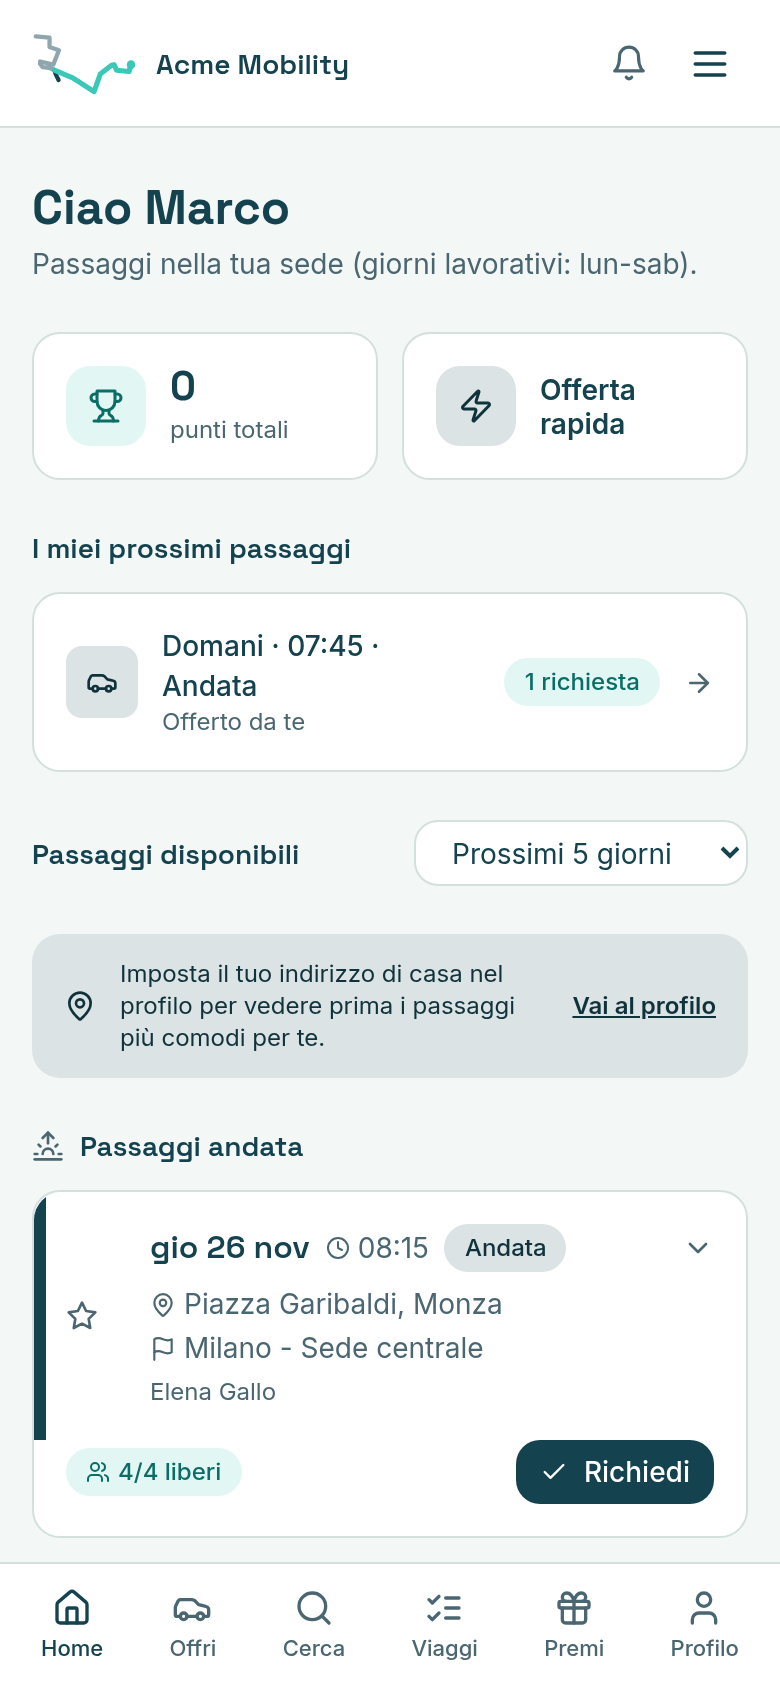 Acme Mobility
Ciao Marco
Passaggi nella tua sede (giorni lavorativi: lun-sab).
0
punti totali
Offerta
rapida
I miei prossimi passaggi
Domani · 07:45 ·
Andata
Offerto da te
1 richiesta
Passaggi disponibili
Prossimi 5 giorni
Imposta il tuo indirizzo di casa nel
profilo per vedere prima i passaggi
più comodi per te.
Vai al profilo
Passaggi andata
gio 26 nov 08:15 Andata
Piazza Garibaldi, Monza
Milano - Sede centrale
Elena Gallo
4/4 liberi
Richiedi
Home Offri Cerca Viaggi Premi Profilo